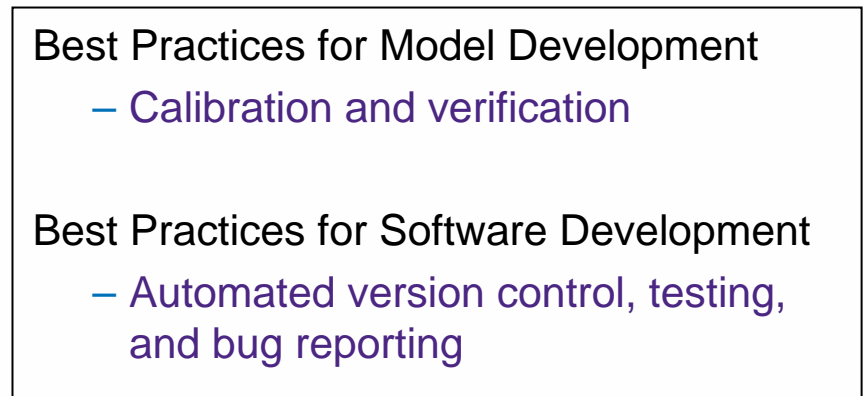 Best Practices for Model Development
– Calibration and verification
Best Practices for Software Development
– Automated version control, testing,
and bug reporting